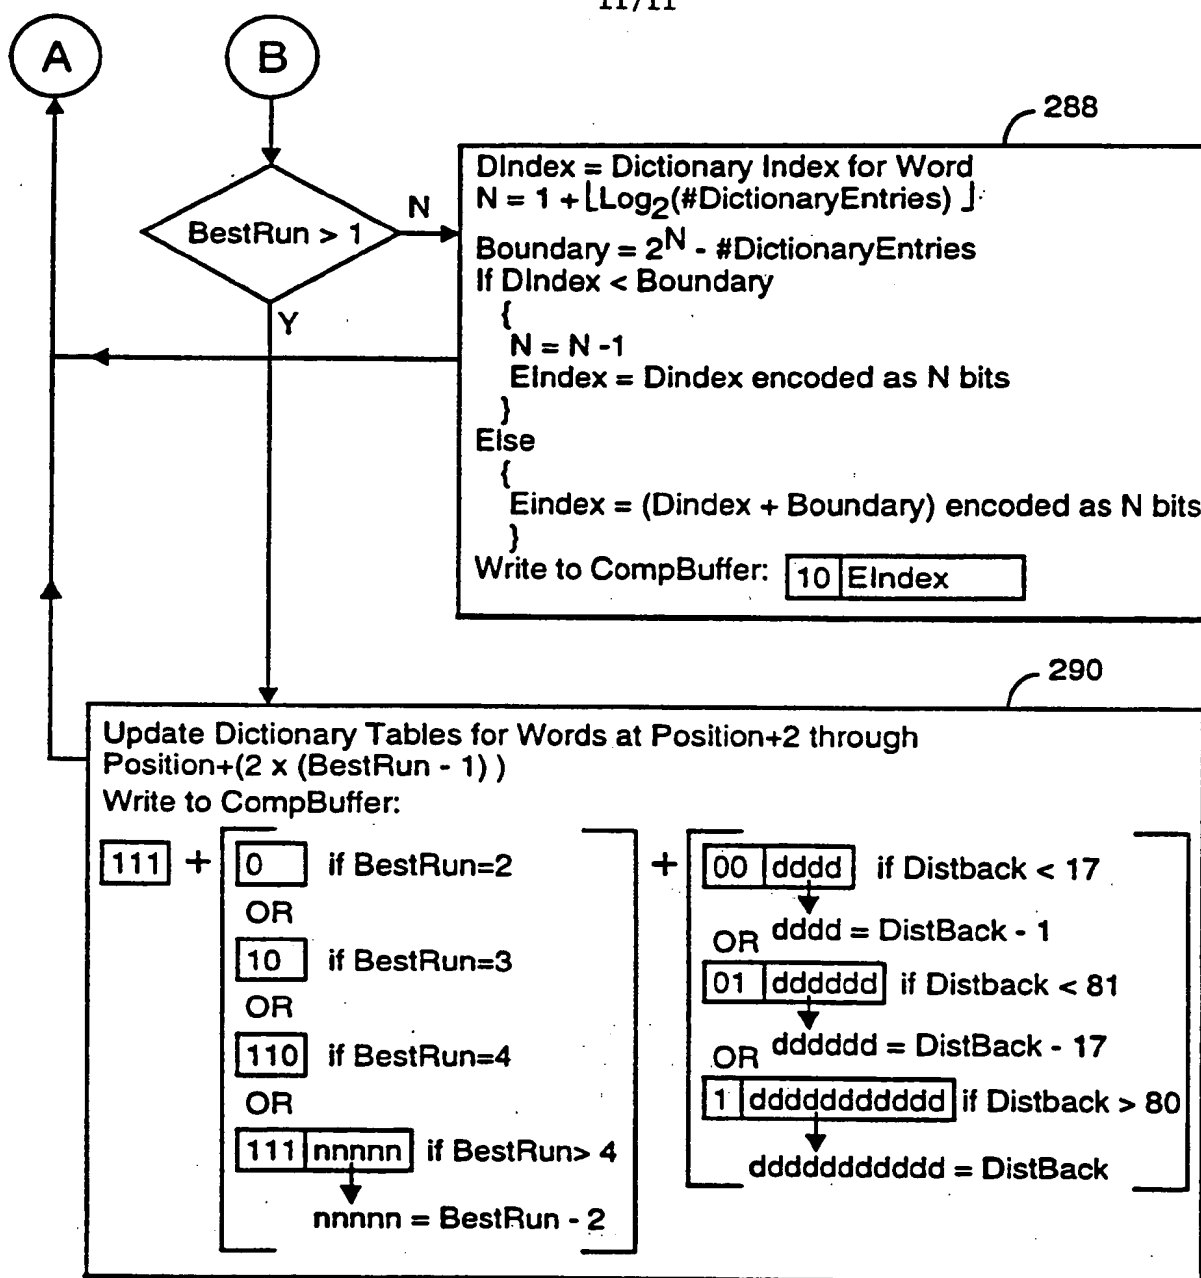 11/11
A
B
288
BestRun > 1
N
Y
DIndex = Dictionary Index for Word
N = 1 + ⌊Log2(#DictionaryEntries) ⌋
Boundary = 2^N - #DictionaryEntries
If DIndex < Boundary
{
N = N -1
EIndex = Dindex encoded as N bits
}
Else
{
Eindex = (Dindex + Boundary) encoded as N bits
}
Write to CompBuffer: 10 EIndex
290
Update Dictionary Tables for Words at Position+2 through
Position+(2 x (BestRun - 1) )
Write to CompBuffer:
111 +
0 if BestRun=2
OR
10 if BestRun=3
OR
110 if BestRun=4
OR
111 nnnnn if BestRun> 4
nnnnn = BestRun - 2
+
00 dddd if Distback < 17
dddd = DistBack - 1
OR
01 dddddd if Distback < 81
dddddd = DistBack - 17
OR
1 ddddddddddd if Distback > 80
ddddddddddd = DistBack